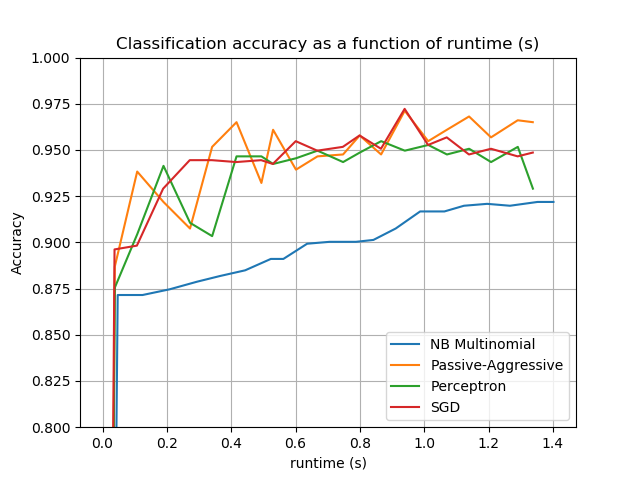 Classification accuracy as a function of runtime (s)
1.000
0.975
0.950
0.925
0.900
0.875
0.850
0.825
0.800
Accuracy
NB Multinomial
Passive-Aggressive
Perceptron
SGD
0.0 0.2 0.4 0.6 0.8 1.0 1.2 1.4
runtime (s)